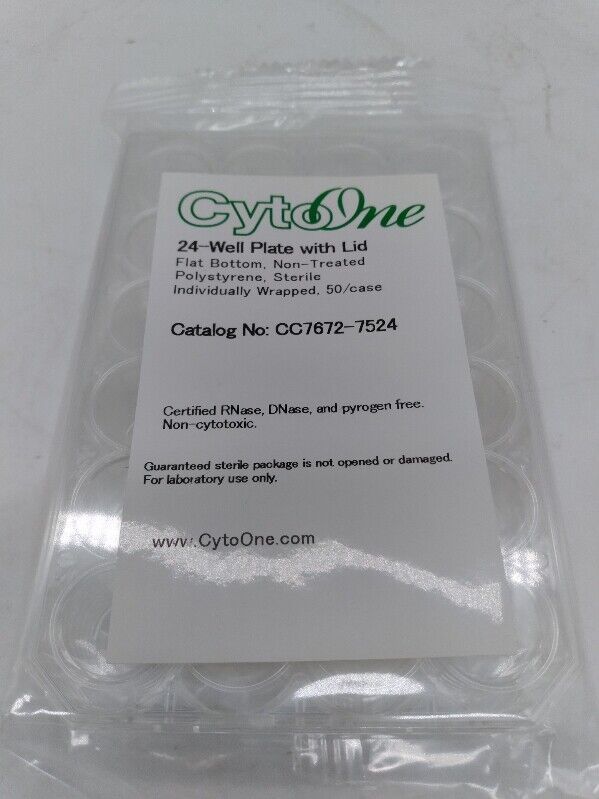 CytoOne
24-Well Plate with Lid
Flat Bottom, Non-Treated
Polystyrene, Sterile
Individually Wrapped, 50/case
Catalog No: CC7672-7524
Certified RNase, DNase, and pyrogen free.
Non-cytotoxic.
Guaranteed sterile package is not opened or damaged.
For laboratory use only.
www.CytoOne.com